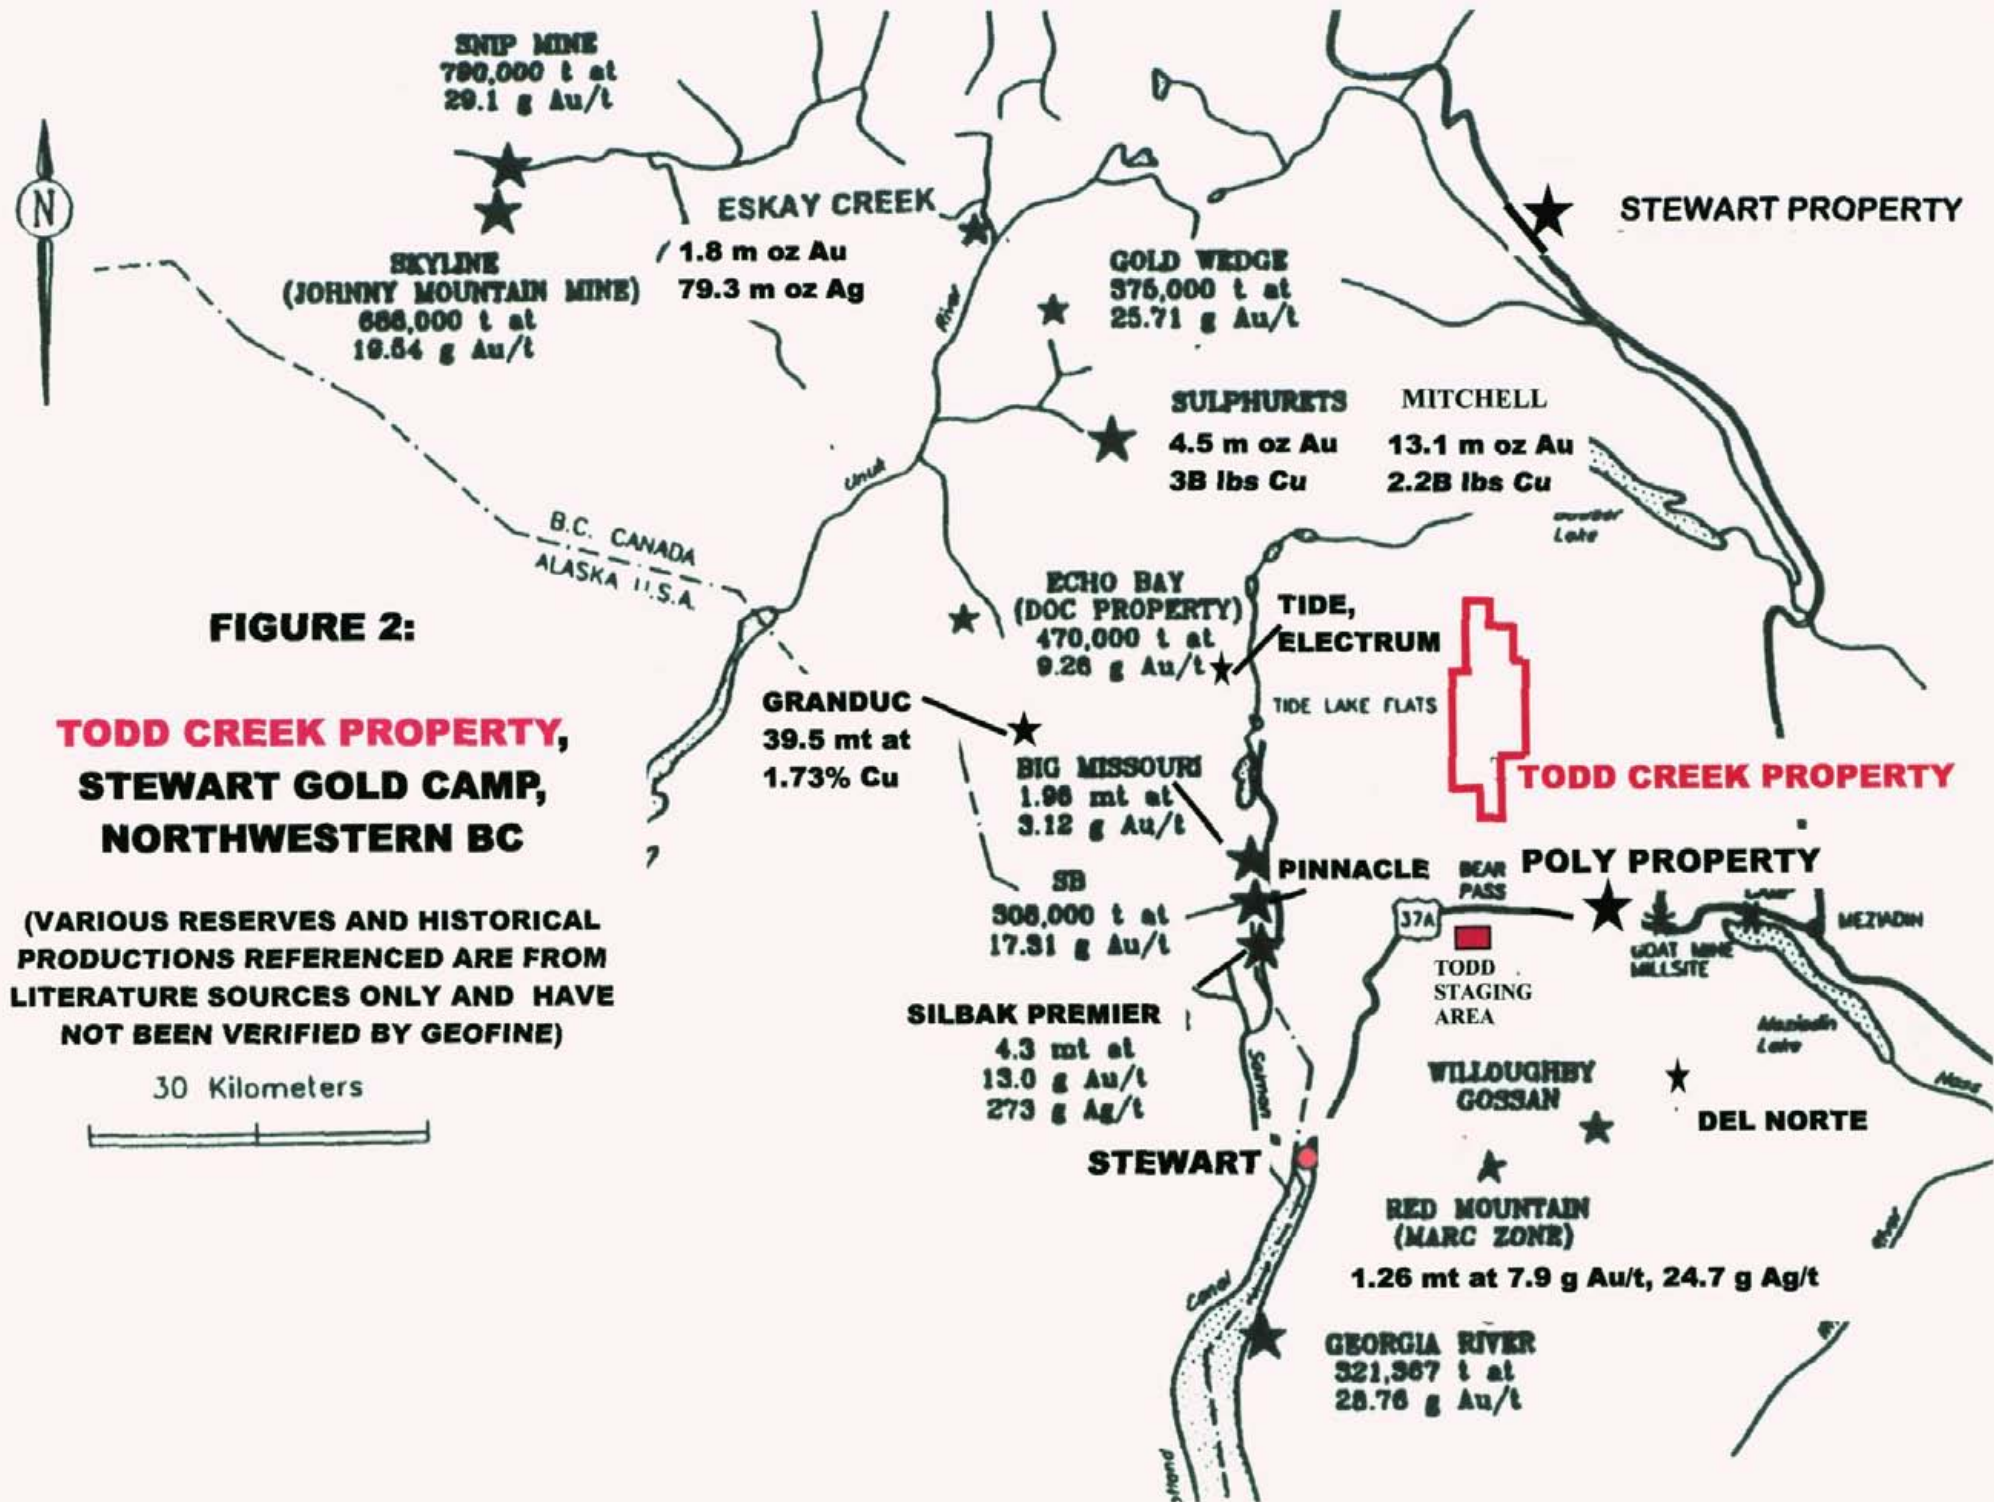 SNIP MINE
790,000 t at
29.1 g Au/t
N
ESKAY CREEK
1.8 m oz Au
79.3 m oz Ag
SKYLINE
(JOHNNY MOUNTAIN MINE)
686,000 t at
19.54 g Au/t
STEWART PROPERTY
GOLD WEDGE
375,000 t at
25.71 g Au/t
River
Unuk
SULPHURETS
4.5 m oz Au
3B lbs Cu
MITCHELL
13.1 m oz Au
2.2B lbs Cu
Lake
B.C. CANADA
ALASKA U.S.A.
ECHO BAY
(DOC PROPERTY)
470,000 t at
9.26 g Au/t
TIDE,
ELECTRUM
TIDE LAKE FLATS
FIGURE 2:
TODD CREEK PROPERTY,
STEWART GOLD CAMP,
NORTHWESTERN BC
(VARIOUS RESERVES AND HISTORICAL
PRODUCTIONS REFERENCED ARE FROM
LITERATURE SOURCES ONLY AND HAVE
NOT BEEN VERIFIED BY GEOFINE)
30 Kilometers
GRANDUC
39.5 mt at
1.73% Cu
BIG MISSOURI
1.96 mt at
3.12 g Au/t
TODD CREEK PROPERTY
PINNACLE
BEAR
PASS
POLY PROPERTY
SB
308,000 t at
17.31 g Au/t
37A
MEZIADIN
GOAT MINE
MILLSITE
TODD
STAGING
AREA
Meziadin
Lake
Nass
River
SILBAK PREMIER
4.3 mt at
13.0 g Au/t
273 g Ag/t
Salmon
STEWART
WILLOUGHBY
GOSSAN
DEL NORTE
RED MOUNTAIN
(MARC ZONE)
1.26 mt at 7.9 g Au/t, 24.7 g Ag/t
Canal
GEORGIA RIVER
321,367 t at
28.76 g Au/t